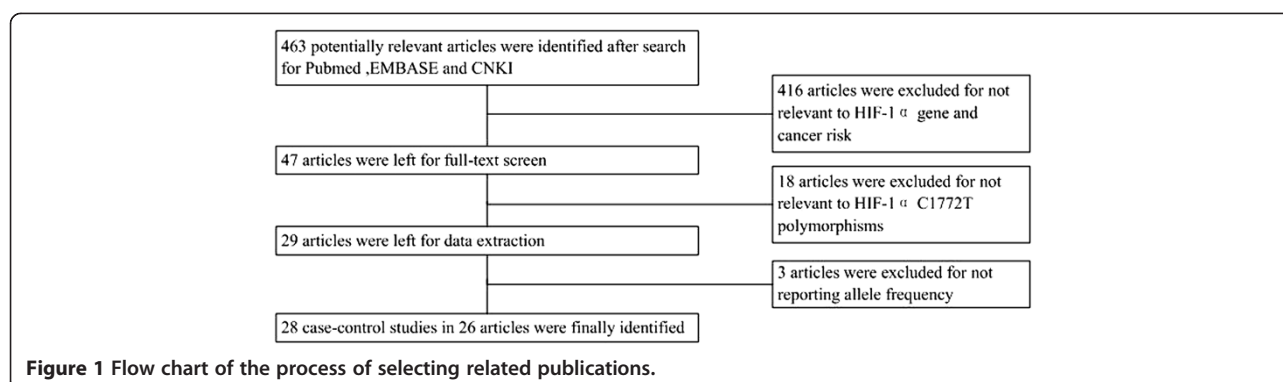 463 potentially relevant articles were identified after search
for Pubmed ,EMBASE and CNKI
416 articles were excluded for not
relevant to HIF-1 α gene and
cancer risk
47 articles were left for full-text screen
18 articles were excluded for not
relevant to HIF-1 α C1772T
polymorphisms
29 articles were left for data extraction
3 articles were excluded for not
reporting allele frequency
28 case-control studies in 26 articles were finally identified
Figure 1 Flow chart of the process of selecting related publications.